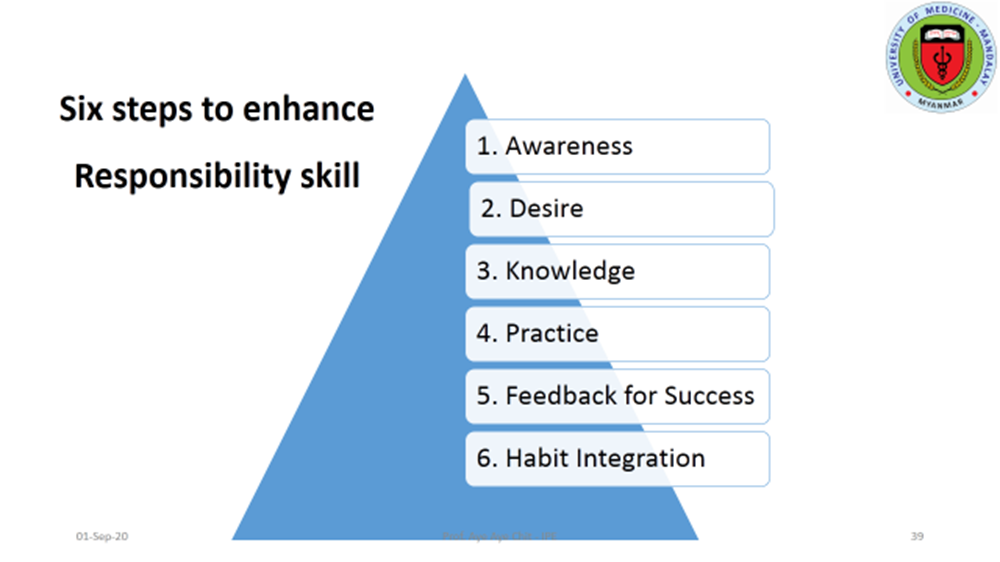 UNIVERSITY OF MEDICINE - MANDALAY
MYANMAR
Six steps to enhance
Responsibility skill
1. Awareness
2. Desire
3. Knowledge
4. Practice
5. Feedback for Success
6. Habit Integration
01-Sep-20
39